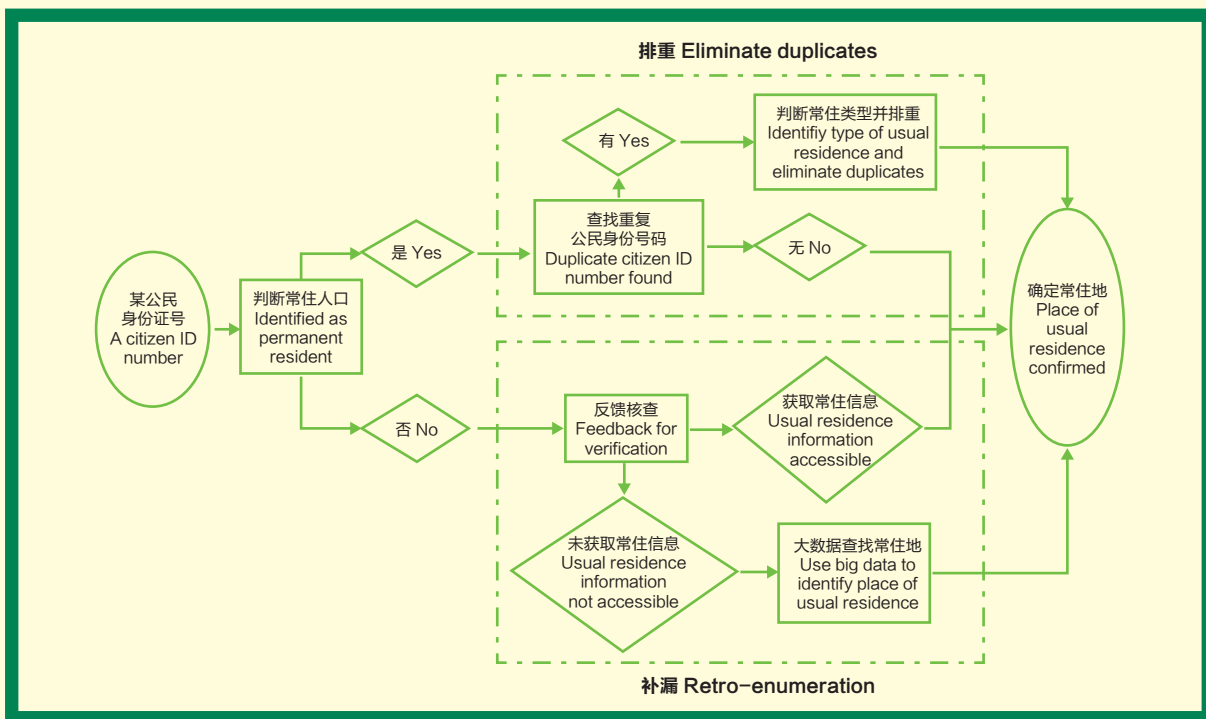 排重 Eliminate duplicates
有 Yes
判断常住类型并排重
Identifiy type of usual
residence and
eliminate duplicates
是 Yes
查找重复
公民身份号码
Duplicate citizen ID
number found
无 No
某公民
身份证号
A citizen ID
number
判断常住人口
Identified as
permanent
resident
确定常住地
Place of
usual
residence
confirmed
否 No
反馈核查
Feedback for
verification
获取常住信息
Usual residence
information
accessible
未获取常住信息
Usual residence
information
not accessible
大数据查找常住地
Use big data to
identify place of
usual residence
补漏 Retro-enumeration